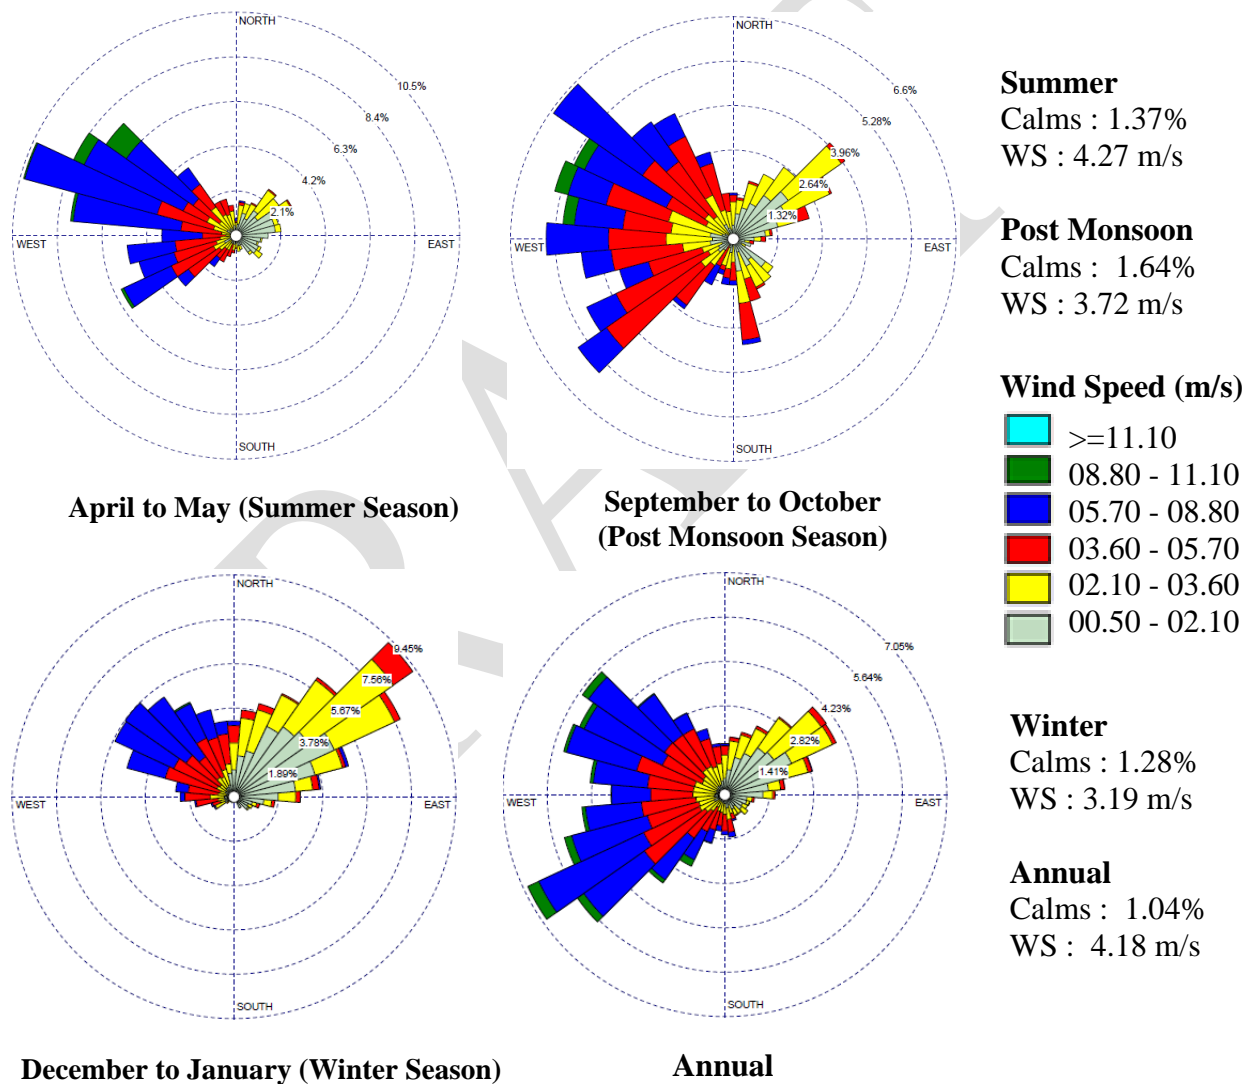 NORTH
10.5%
8.4%
6.3%
4.2%
2.1%
WEST
EAST
SOUTH
April to May (Summer Season)
NORTH
6.6%
5.28%
3.96%
2.64%
1.32%
WEST
EAST
SOUTH
September to October
(Post Monsoon Season)
Summer
Calms : 1.37%
WS : 4.27 m/s
Post Monsoon
Calms : 1.64%
WS : 3.72 m/s
Wind Speed (m/s)
>=11.10
08.80 - 11.10
05.70 - 08.80
03.60 - 05.70
02.10 - 03.60
00.50 - 02.10
NORTH
9.45%
7.56%
5.67%
3.78%
1.89%
WEST
EAST
SOUTH
December to January (Winter Season)
NORTH
7.05%
5.64%
4.23%
2.82%
1.41%
WEST
EAST
SOUTH
Annual
Winter
Calms : 1.28%
WS : 3.19 m/s
Annual
Calms : 1.04%
WS : 4.18 m/s